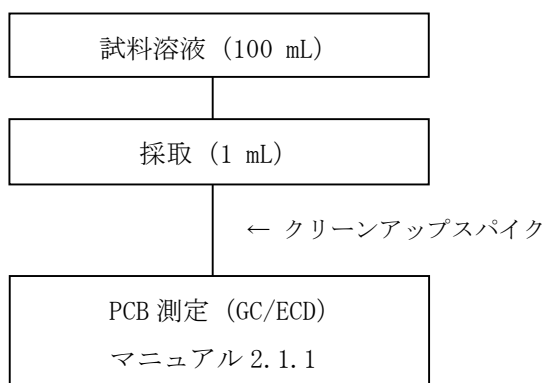 試料溶液 (100 mL)
採取 (1 mL)
← クリーンアップスパイク
PCB 測定 (GC/ECD)
マニュアル 2.1.1